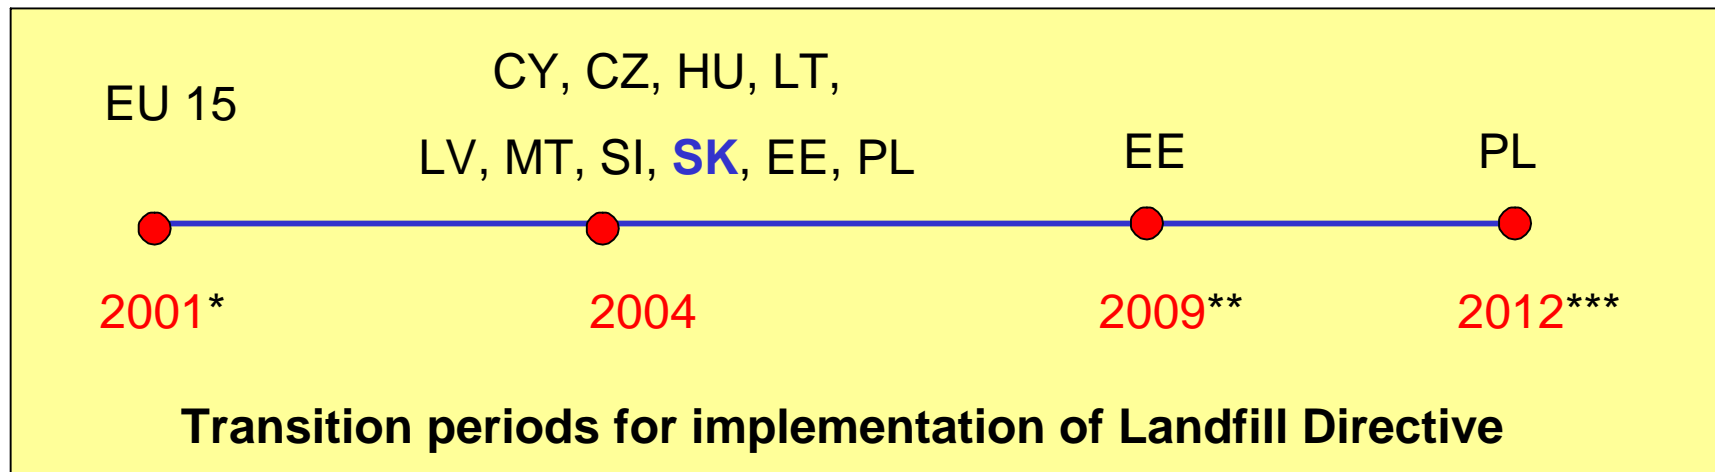 EU 15
CY, CZ, HU, LT,
LV, MT, SI, SK, EE, PL
EE
PL
2001*
2004
2009**
2012***
Transition periods for implementation of Landfill Directive